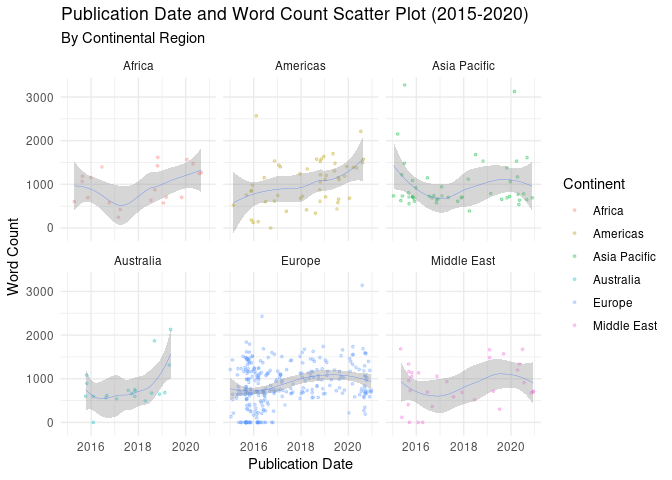 Publication Date and Word Count Scatter Plot (2015-2020)
By Continental Region
Africa
Americas
Asia Pacific
3000
2000
1000
0
Word Count
Australia
Europe
Middle East
3000
2000
1000
0
2016
2018
2020
2016
2018
2020
2016
2018
2020
Publication Date
Continent
Africa
Americas
Asia Pacific
Australia
Europe
Middle East